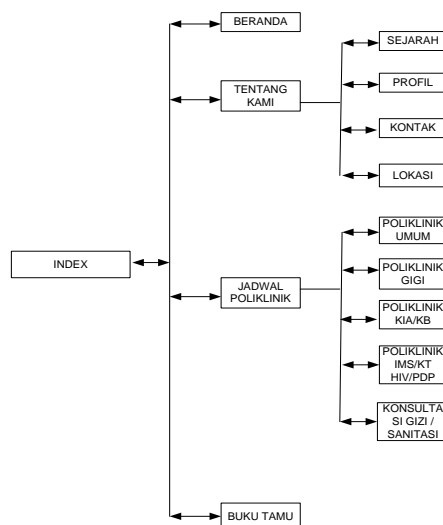 BERANDA
TENTANG
KAMI
SEJARAH
PROFIL
KONTAK
LOKASI
INDEX
JADWAL
POLIKLINIK
POLIKLINIK
UMUM
POLIKLINIK
GIGI
POLIKLINIK
KIA/KB
POLIKLINIK
IMS/KT
HIV/PDP
KONSULTA
SI GIZI /
SANITASI
BUKU TAMU